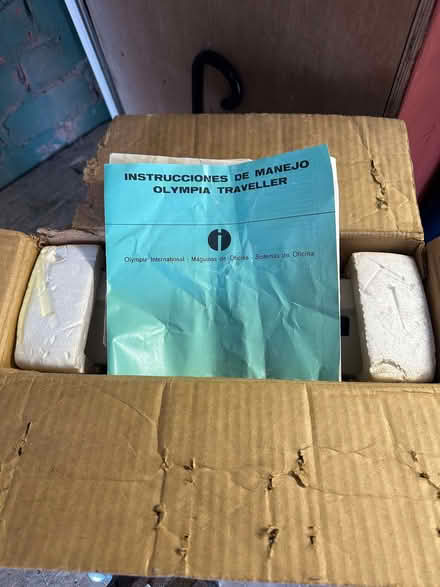 INSTRUCCIONES DE MANEJO
OLYMPIA TRAVELLER
Olympia International · Máquinas de Oficina · Sistemas de Oficina